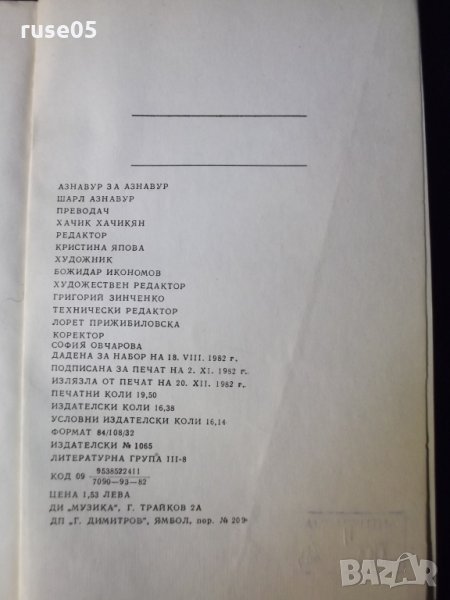 ruse05
АЗНАВУР ЗА АЗНАВУР
ШАРЛ АЗНАВУР
ПРЕВОДАЧ
ХАЧИК ХАЧИКЯН
РЕДАКТОР
КРИСТИНА ЯПОВА
ХУДОЖНИК
БОЖИДАР ИКОНОМОВ
ХУДОЖЕСТВЕН РЕДАКТОР
ГРИГОРИЙ ЗИНЧЕНКО
ТЕХНИЧЕСКИ РЕДАКТОР
ЛОРЕТ ПРИЖИБИЛОВСКА
КОРЕКТОР
СОФИЯ ОВЧАРОВА
ДАДЕНА ЗА НАБОР НА 18. VIII. 1982 г.
ПОДПИСАНА ЗА ПЕЧАТ НА 2. XI. 1982 г.
ИЗЛЯЗЛА ОТ ПЕЧАТ НА 20. XII. 1982 г.
ПЕЧАТНИ КОЛИ 19,50
ИЗДАТЕЛСКИ КОЛИ 16,38
УСЛОВНИ ИЗДАТЕЛСКИ КОЛИ 16,14
ФОРМАТ 84/108/32
ИЗДАТЕЛСКИ № 1065
ЛИТЕРАТУРНА ГРУПА III-8
КОД 09 9538522411
7090-93-82
ЦЕНА 1,53 ЛЕВА
ДИ „МУЗИКА", Г. ТРАЙКОВ 2А
ДП „Г. ДИМИТРОВ", ЯМБОЛ, пор. № 209
BAZAR